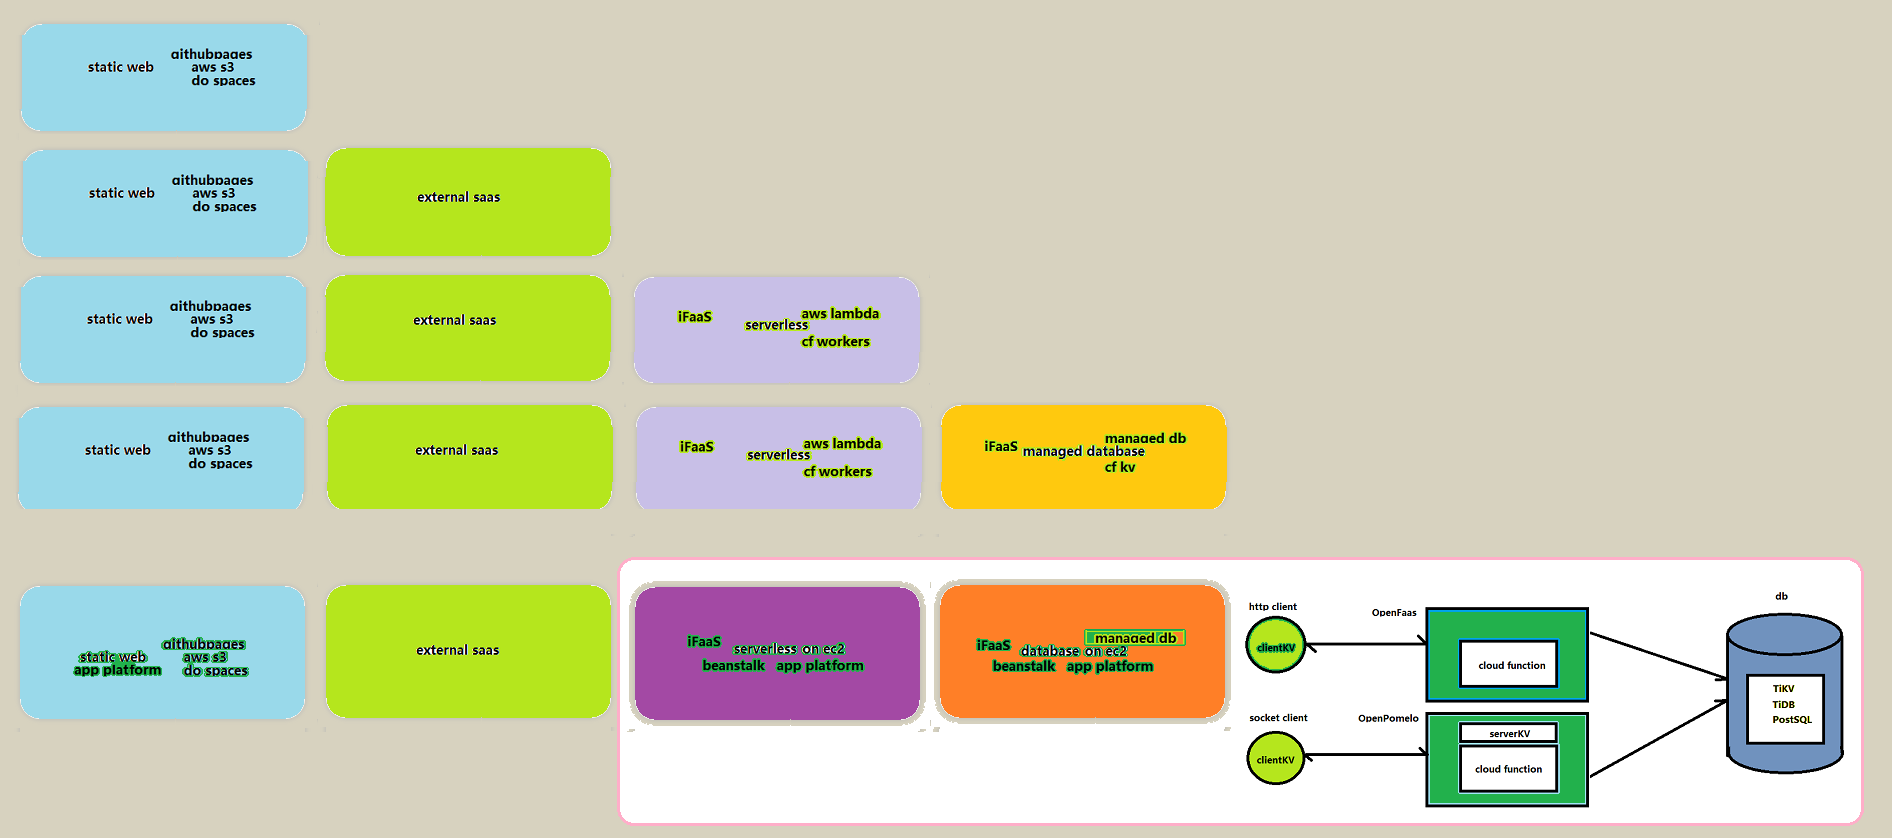 githubpages
static web aws s3
do spaces
githubpages
static web aws s3
do spaces
external saas
githubpages
static web aws s3
do spaces
external saas
iFaaS aws lambda
serverless
cf workers
githubpages
static web aws s3
do spaces
external saas
iFaaS aws lambda
serverless
cf workers
managed db
iFaaS managed database
cf kv
githubpages
static web aws s3
app platform do spaces
external saas
iFaaS serverless on ec2
beanstalk app platform
managed db
iFaaS database on ec2
beanstalk app platform
http client
clientKV
OpenFaas
cloud function
socket client
clientKV
OpenPomelo
serverKV
cloud function
db
TiKV
TiDB
PostSQL